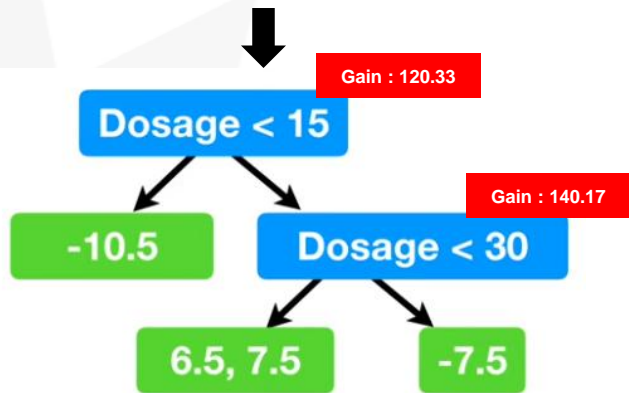 Gain : 120.33
Dosage < 15
Gain : 140.17
-10.5
Dosage < 30
6.5, 7.5
-7.5